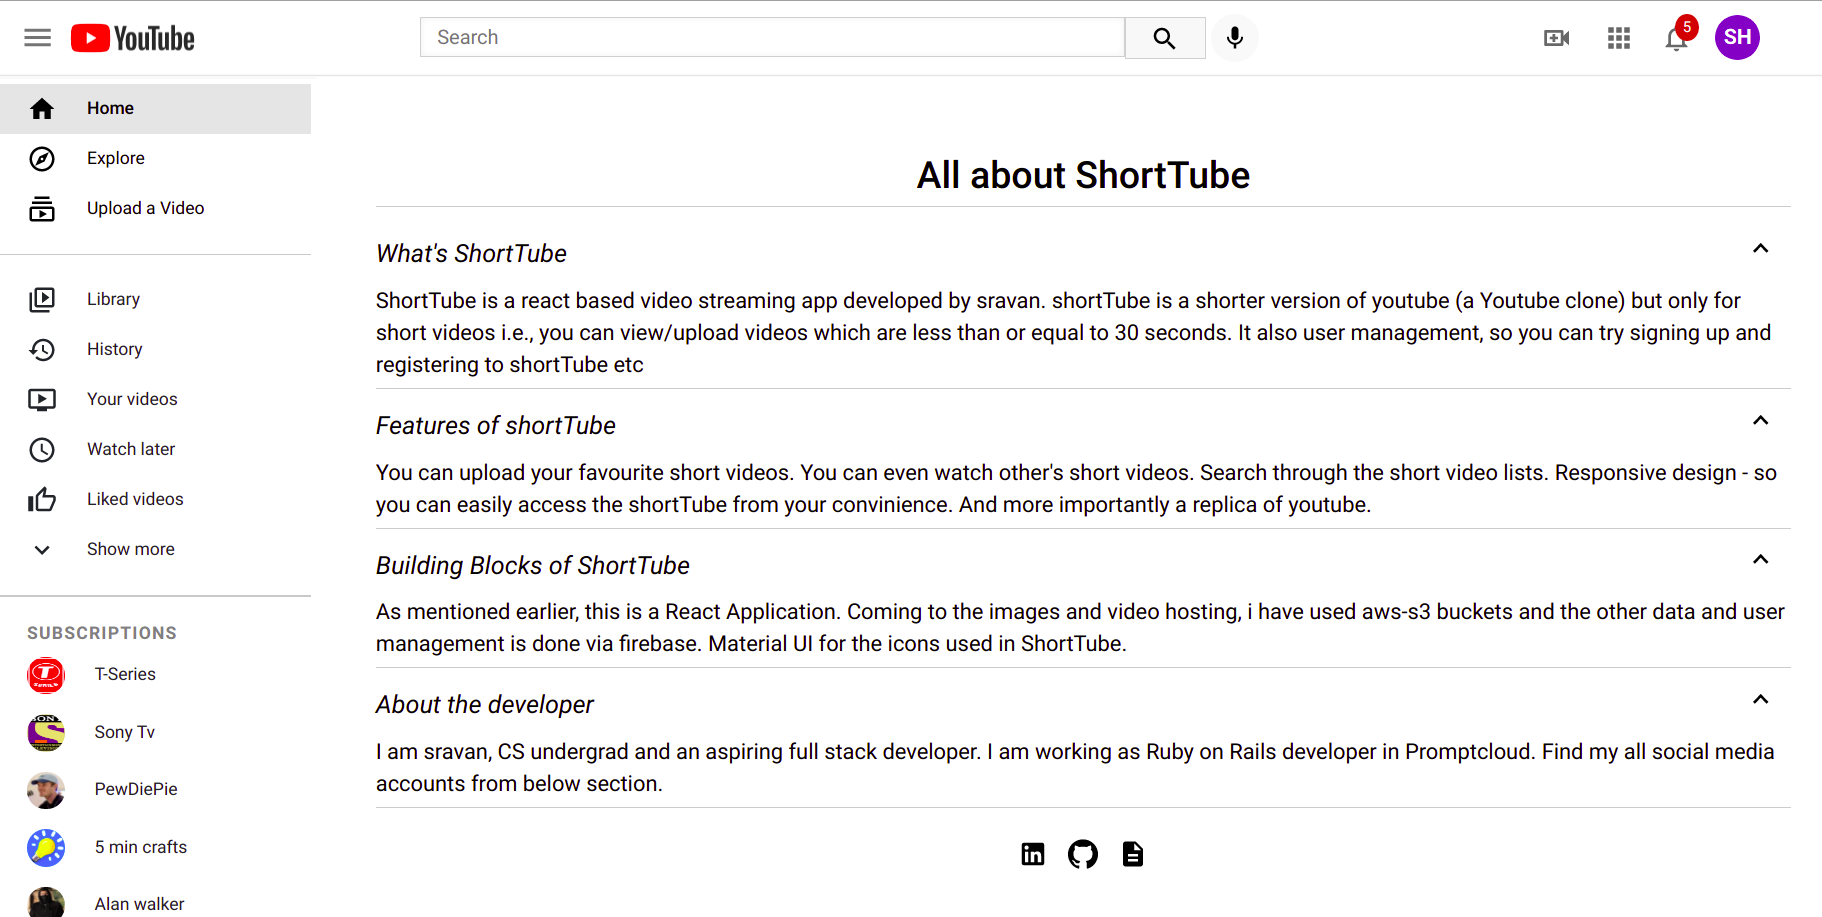 YouTube
Search
5
SH
Home
Explore
Upload a Video
Library
History
Your videos
Watch later
Liked videos
Show more
SUBSCRIPTIONS
T-Series
Sony Tv
PewDiePie
5 min crafts
Alan walker
All about ShortTube
What's ShortTube
ShortTube is a react based video streaming app developed by sravan. shortTube is a shorter version of youtube (a Youtube clone) but only for
short videos i.e., you can view/upload videos which are less than or equal to 30 seconds. It also user management, so you can try signing up and
registering to shortTube etc
Features of shortTube
You can upload your favourite short videos. You can even watch other's short videos. Search through the short video lists. Responsive design - so
you can easily access the shortTube from your convinience. And more importantly a replica of youtube.
Building Blocks of ShortTube
As mentioned earlier, this is a React Application. Coming to the images and video hosting, i have used aws-s3 buckets and the other data and user
management is done via firebase. Material UI for the icons used in ShortTube.
About the developer
I am sravan, CS undergrad and an aspiring full stack developer. I am working as Ruby on Rails developer in Promptcloud. Find my all social media
accounts from below section.